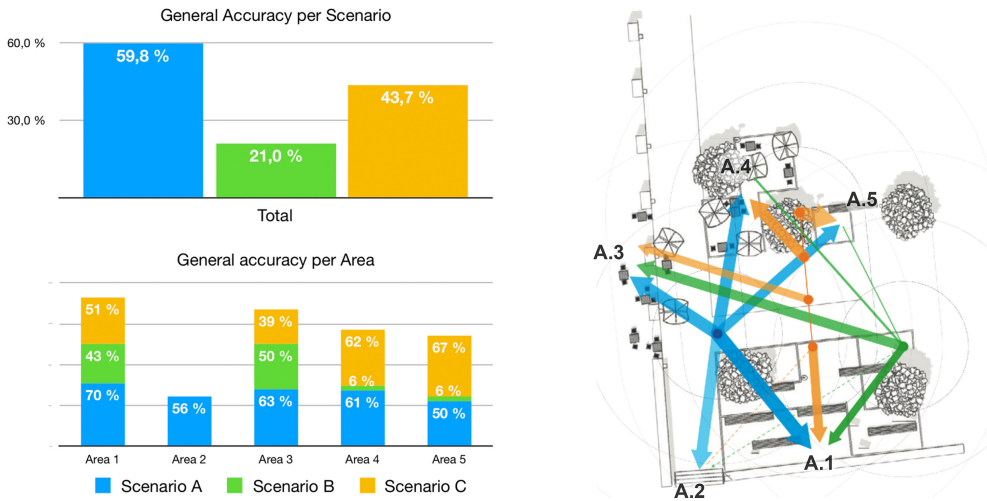 General Accuracy per Scenario
60,0 %
59,8 %
43,7 %
30,0 %
21,0 %
Total
General accuracy per Area
51 %
43 %
70 %
56 %
39 %
50 %
63 %
62 %
6 %
61 %
67 %
6 %
50 %
Area 1
Area 2
Area 3
Area 4
Area 5
Scenario A
Scenario B
Scenario C
A.4
A.5
A.3
A.1
A.2